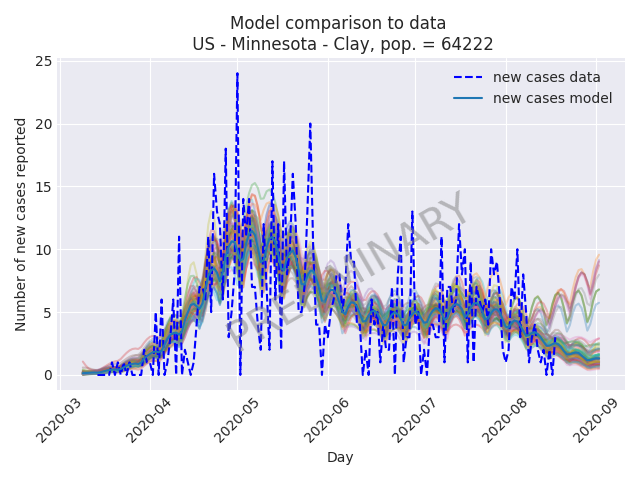 Model comparison to data
US - Minnesota - Clay, pop. = 64222
25
20
15
10
5
0
Number of new cases reported
new cases data
new cases model
PRELIMINARY
2020-03
2020-04
2020-05
2020-06
2020-07
2020-08
2020-09
Day